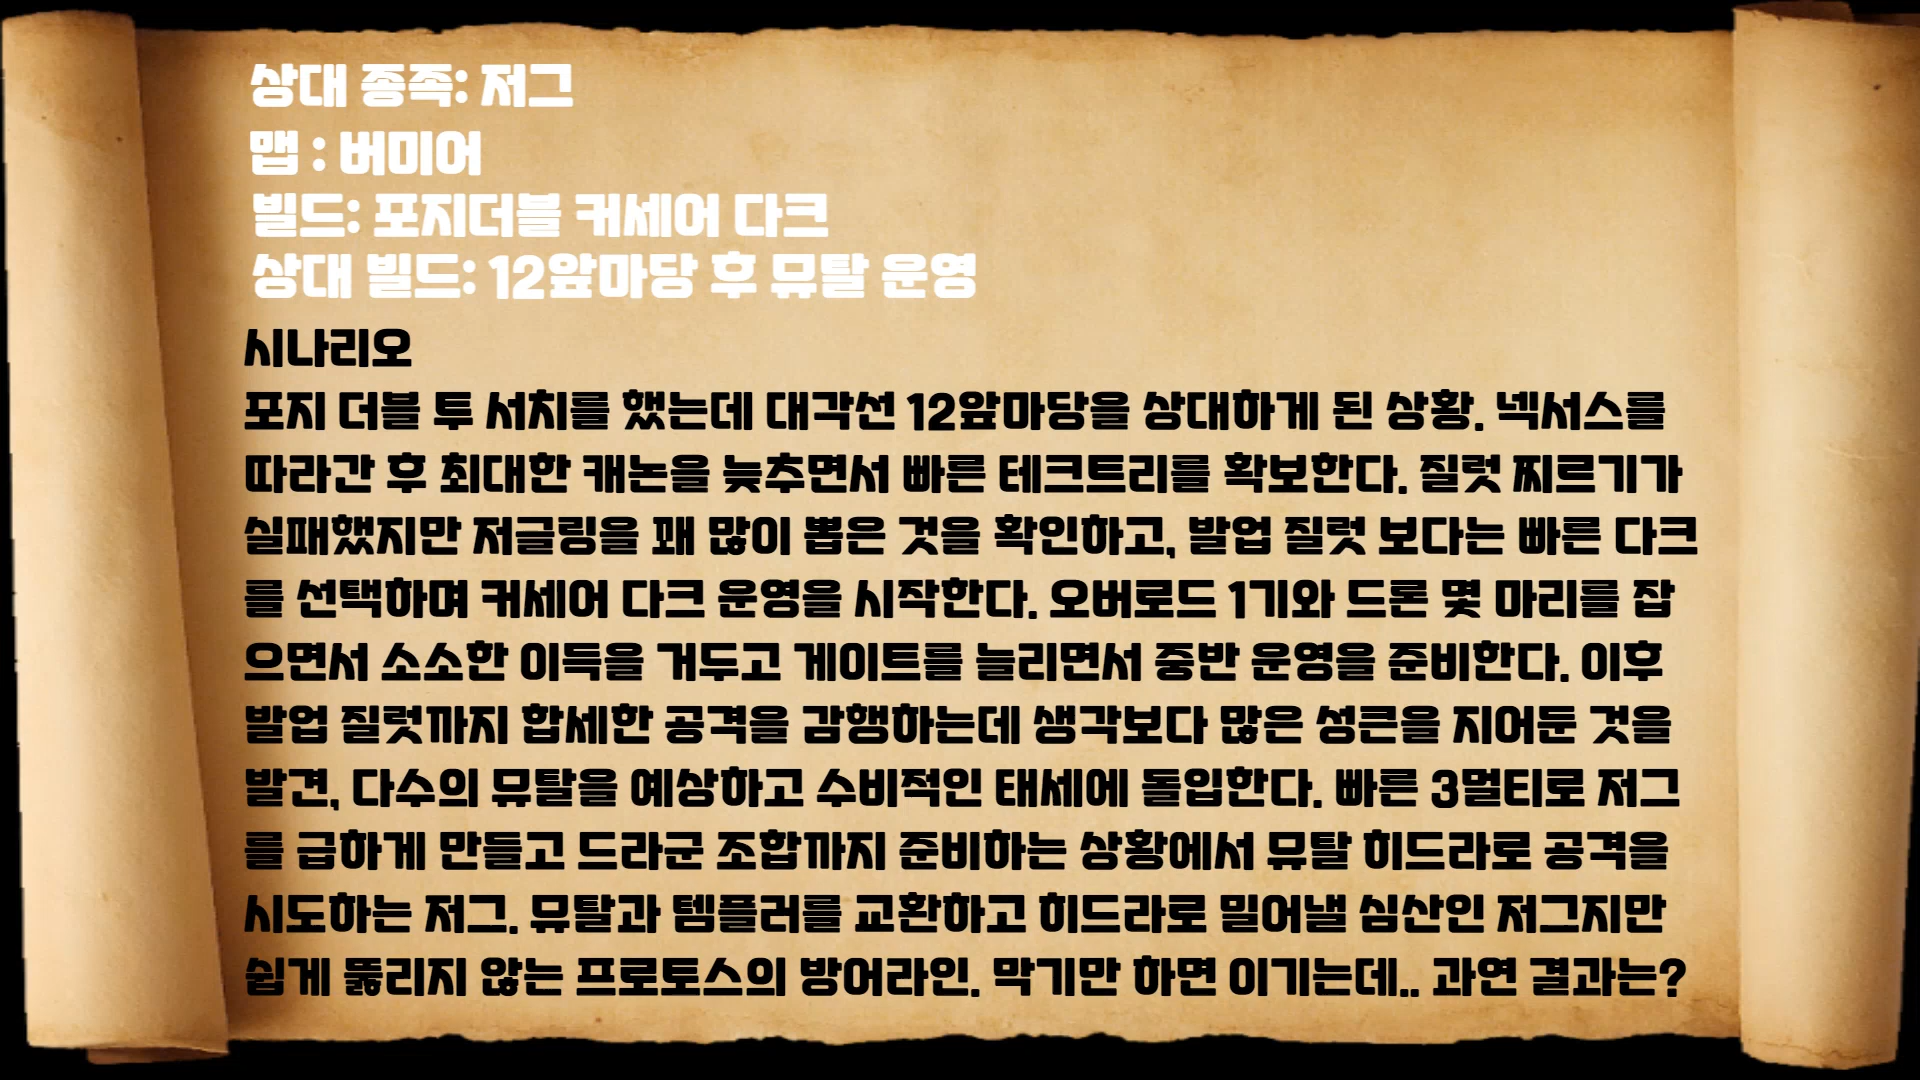 상대 종족: 저그
맵 : 버미어
빌드: 포지더블 커세어 다크
상대 빌드: 12앞마당 후 뮤탈 운영
시나리오
포지 더블 투 서치를 했는데 대각선 12앞마당을 상대하게 된 상황. 넥서스를
따라간 후 최대한 캐논을 늦추면서 빠른 테크트리를 확보한다. 질럿 찌르기가
실패했지만 저글링을 꽤 많이 뽑은 것을 확인하고, 발업 질럿 보다는 빠른 다크
를 선택하며 커세어 다크 운영을 시작한다. 오버로드 1기와 드론 몇 마리를 잡
으면서 소소한 이득을 거두고 게이트를 늘리면서 중반 운영을 준비한다. 이후
발업 질럿까지 합세한 공격을 감행하는데 생각보다 많은 성큰을 지어둔 것을
발견, 다수의 뮤탈을 예상하고 수비적인 태세에 돌입한다. 빠른 3멀티로 저그
를 급하게 만들고 드라군 조합까지 준비하는 상황에서 뮤탈 히드라로 공격을
시도하는 저그. 뮤탈과 템플러를 교환하고 히드라로 밀어낼 심산인 저그지만
쉽게 뚫리지 않는 프로토스의 방어라인. 막기만 하면 이기는데.. 과연 결과는?